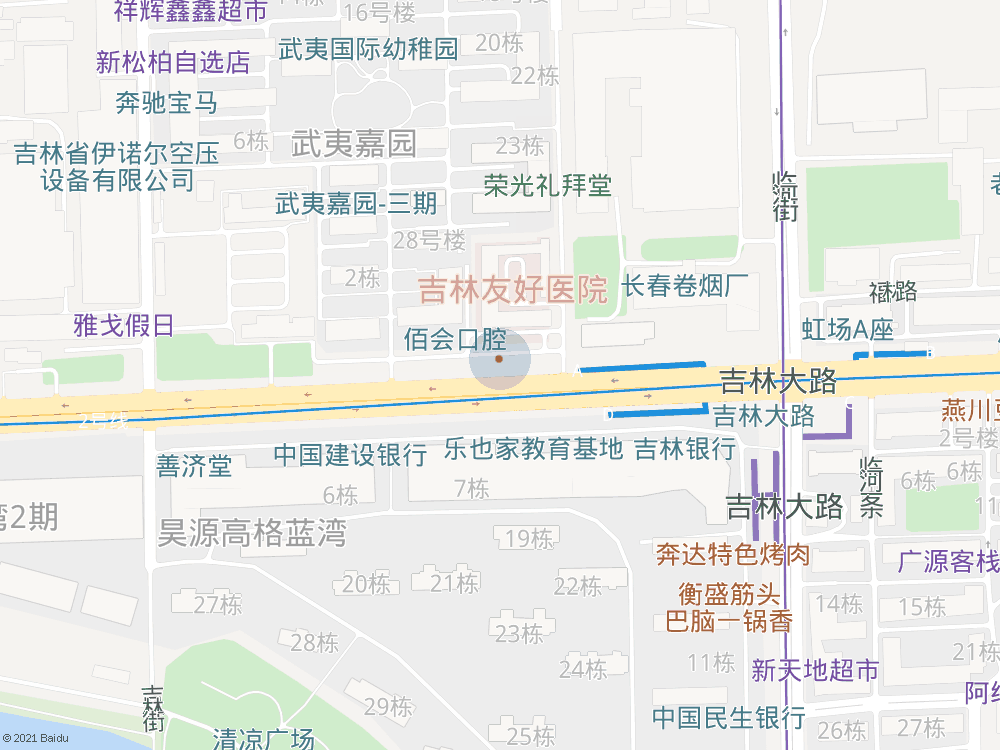 祥辉鑫鑫超市
16号楼
20栋
武夷国际幼稚园
新松柏自选店
22栋
奔驰宝马
6栋
武夷嘉园
23栋
吉林省伊诺尔空压
设备有限公司
荣光礼拜堂
临
街
武夷嘉园-三期
28号楼
2栋
吉林友好医院
长春卷烟厂
福林路
雅戈假日
佰会口腔
虹场A座
吉林大路
吉林大路
2号线
燕川
2号楼
中国建设银行
乐也家教育基地
吉林银行
善济堂
临
河
条
6栋
6栋
6栋
7栋
11
湾2期
吉林大路
昊源高格蓝湾
19栋
奔达特色烤肉
广源客栈
20栋
21栋
22栋
衡盛筋头
巴脑一锅香
27栋
14栋
15栋
23栋
28栋
24栋
11栋
21栋
新天地超市
吉
林
街
29栋
中国民生银行
清凉广场
25栋
26栋
27栋
© 2021 Baidu